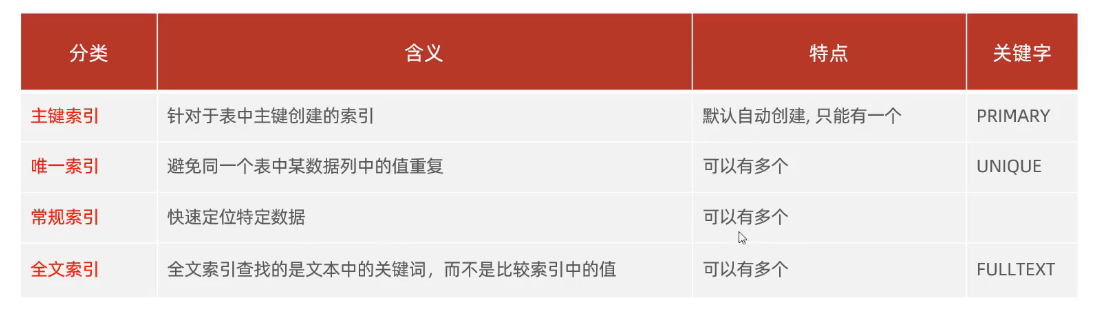 分类 含义 特点 关键字
主键索引 针对于表中主键创建的索引 默认自动创建, 只能有一个 PRIMARY
唯一索引 避免同一个表中某数据列中的值重复 可以有多个 UNIQUE
常规索引 快速定位特定数据 可以有多个
全文索引 全文索引查找的是文本中的关键词，而不是比较索引中的值 可以有多个 FULLTEXT